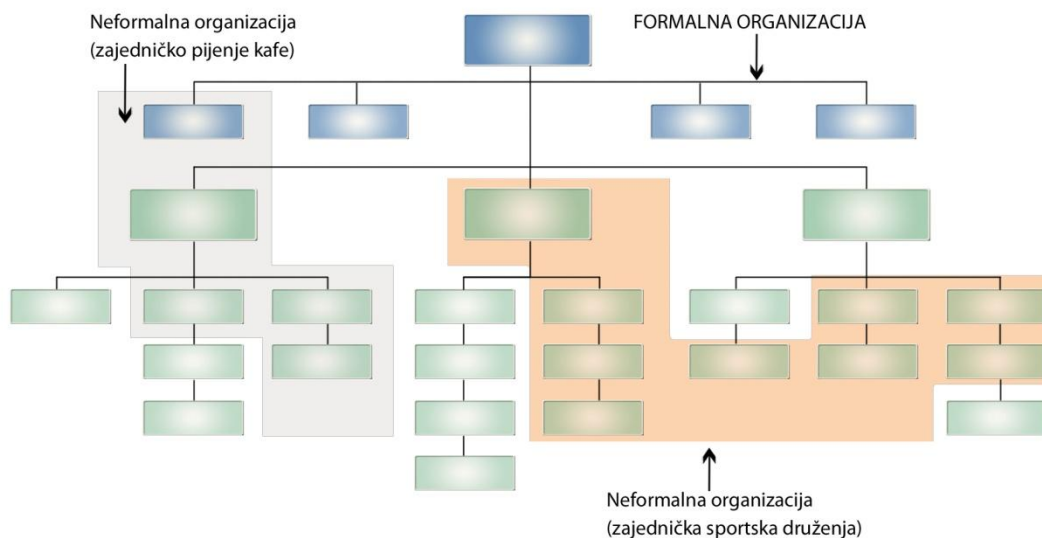 Neformalna organizacija
(zajedničko pijenje kafe)
FORMALNA ORGANIZACIJA
Neformalna organizacija
(zajednička sportska druženja)